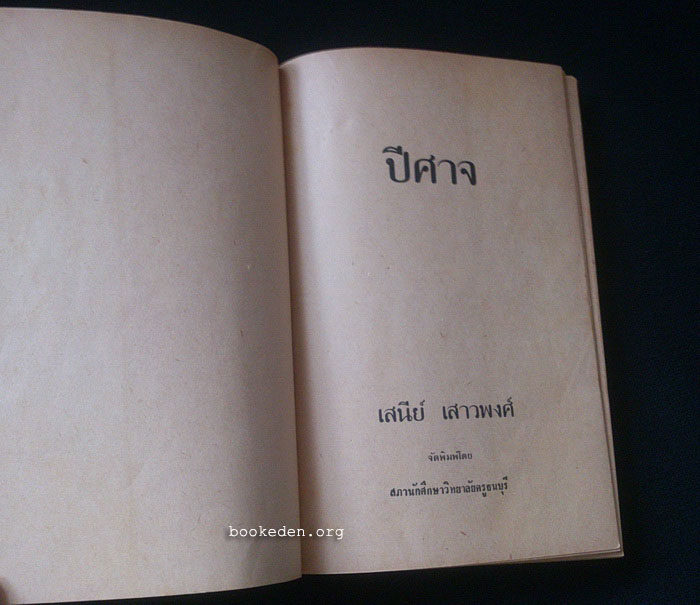 ปีศาจ
เสนีย์ เสาวพงศ์
จัดพิมพ์โดย
สภานักศึกษาวิทยาลัยครูธนบุรี
bookeden.org